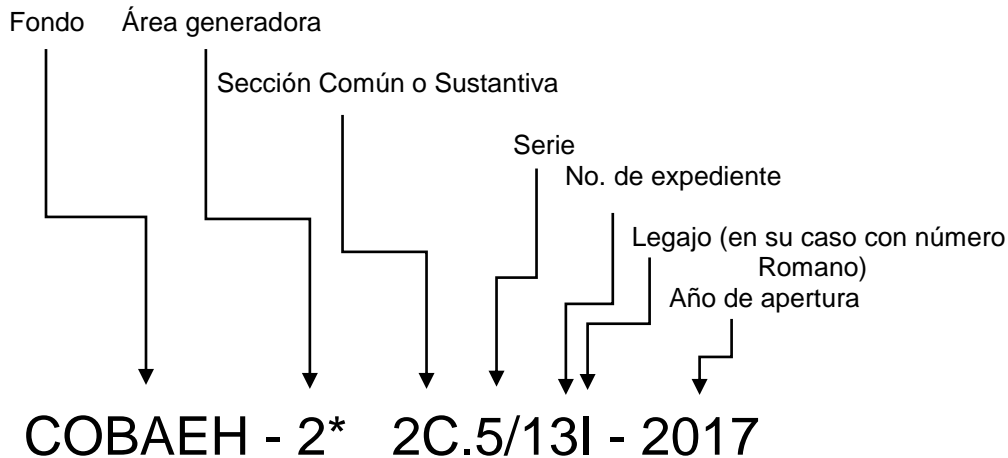 Fondo Área generadora
Sección Común o Sustantiva
Serie
No. de expediente
Legajo (en su caso con número
Romano)
Año de apertura
COBAEH - 2* 2C.5/13I - 2017